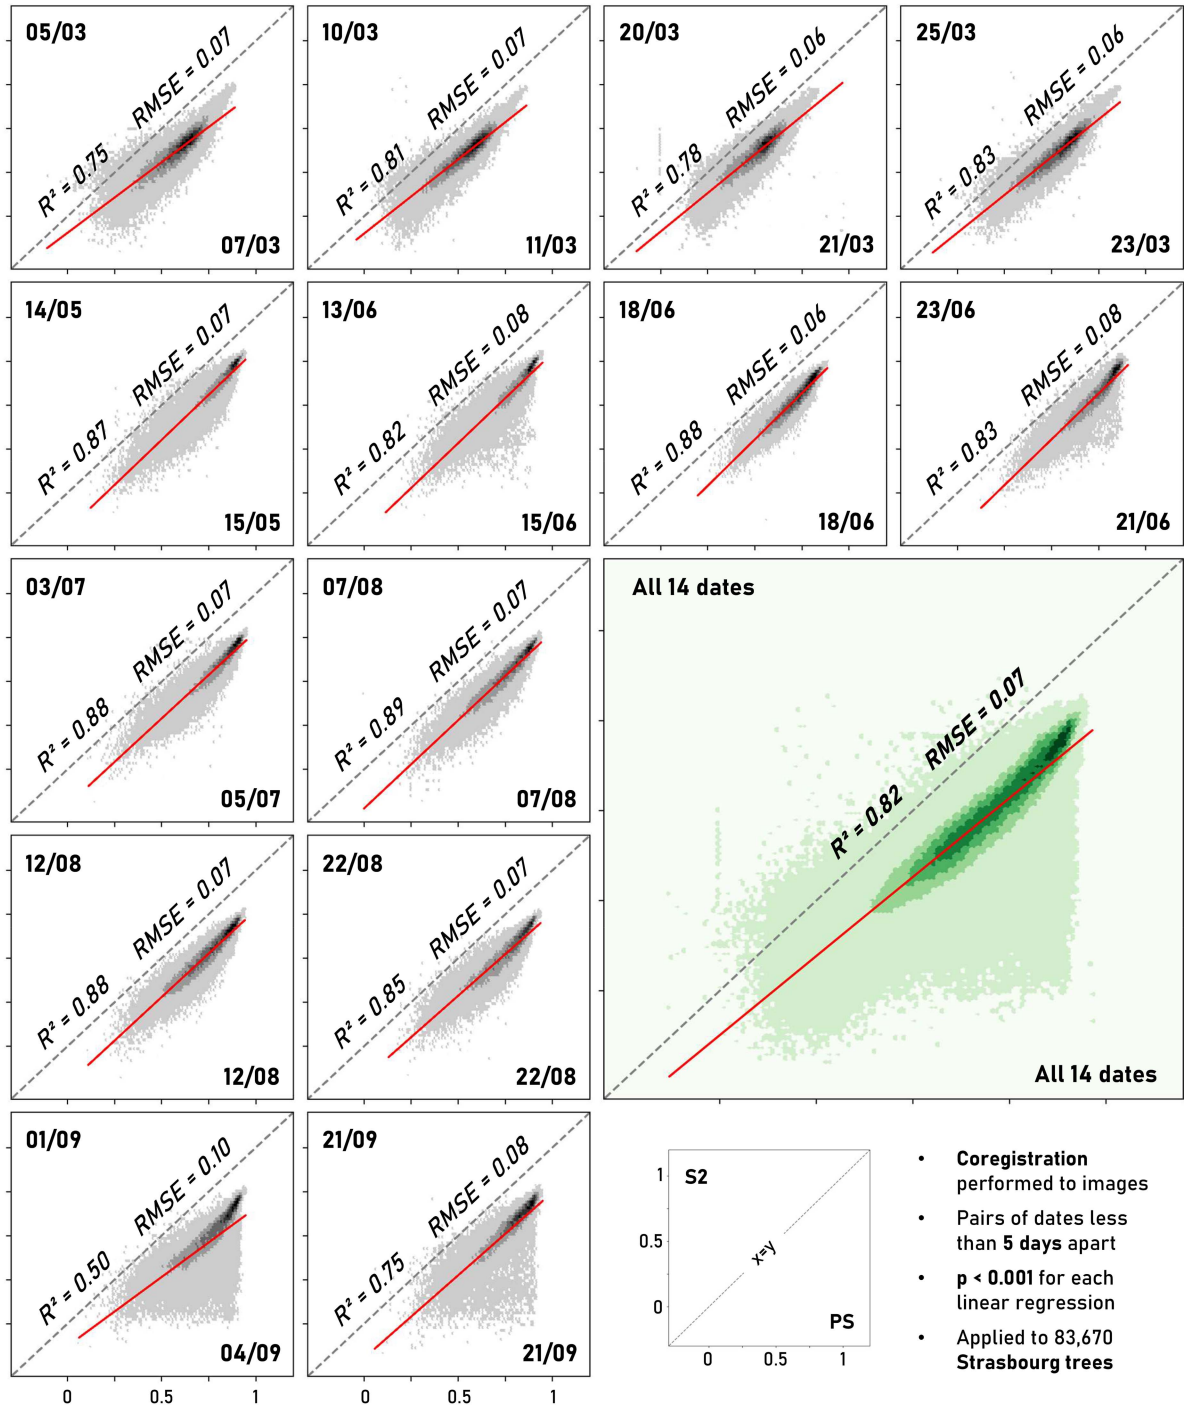 05/03
RMSE = 0.07
R² = 0.75
07/03
10/03
RMSE = 0.07
R² = 0.81
11/03
20/03
RMSE = 0.06
R² = 0.78
21/03
25/03
RMSE = 0.06
R² = 0.83
23/03
14/05
RMSE = 0.07
R² = 0.87
15/05
13/06
RMSE = 0.08
R² = 0.82
15/06
18/06
RMSE = 0.06
R² = 0.88
18/06
23/06
RMSE = 0.08
R² = 0.83
21/06
03/07
RMSE = 0.07
R² = 0.88
05/07
07/08
RMSE = 0.07
R² = 0.89
07/08
All 14 dates
RMSE = 0.07
R² = 0.82
All 14 dates
12/08
RMSE = 0.07
R² = 0.88
12/08
22/08
RMSE = 0.07
R² = 0.85
22/08
01/09
RMSE = 0.10
R² = 0.50
04/09
0 0.5 1
21/09
RMSE = 0.08
R² = 0.75
21/09
0 0.5 1
S2
1
0.5
0
x=y
PS
0 0.5 1
• Coregistration
performed to images
• Pairs of dates less
than 5 days apart
• p < 0.001 for each
linear regression
• Applied to 83,670
Strasbourg trees